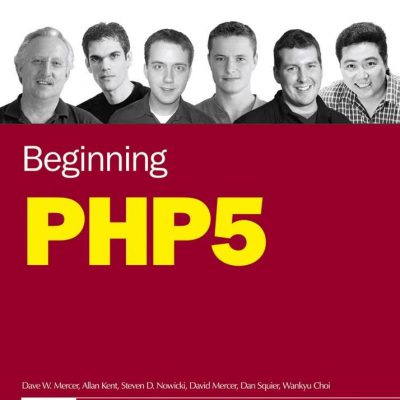 Beginning
PHP5
Dave W. Mercer, Allan Kent, Steven D. Nowicki, David Mercer, Dan Squier, Wankyu Choi